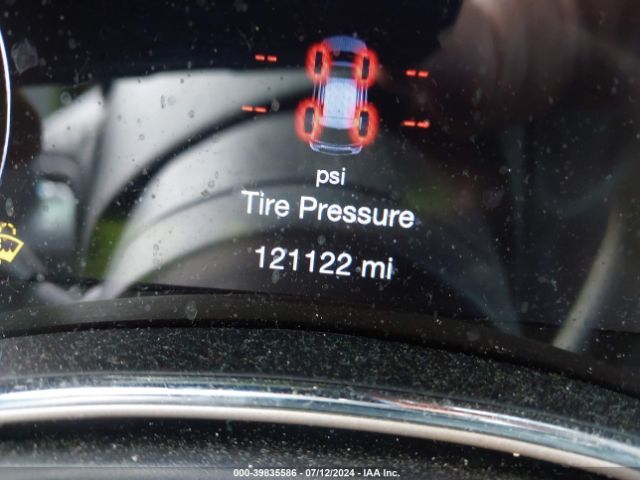 -- --
-- --
psi
Tire Pressure
121122 mi
000-39835586 - 07/12/2024 - IAA Inc.